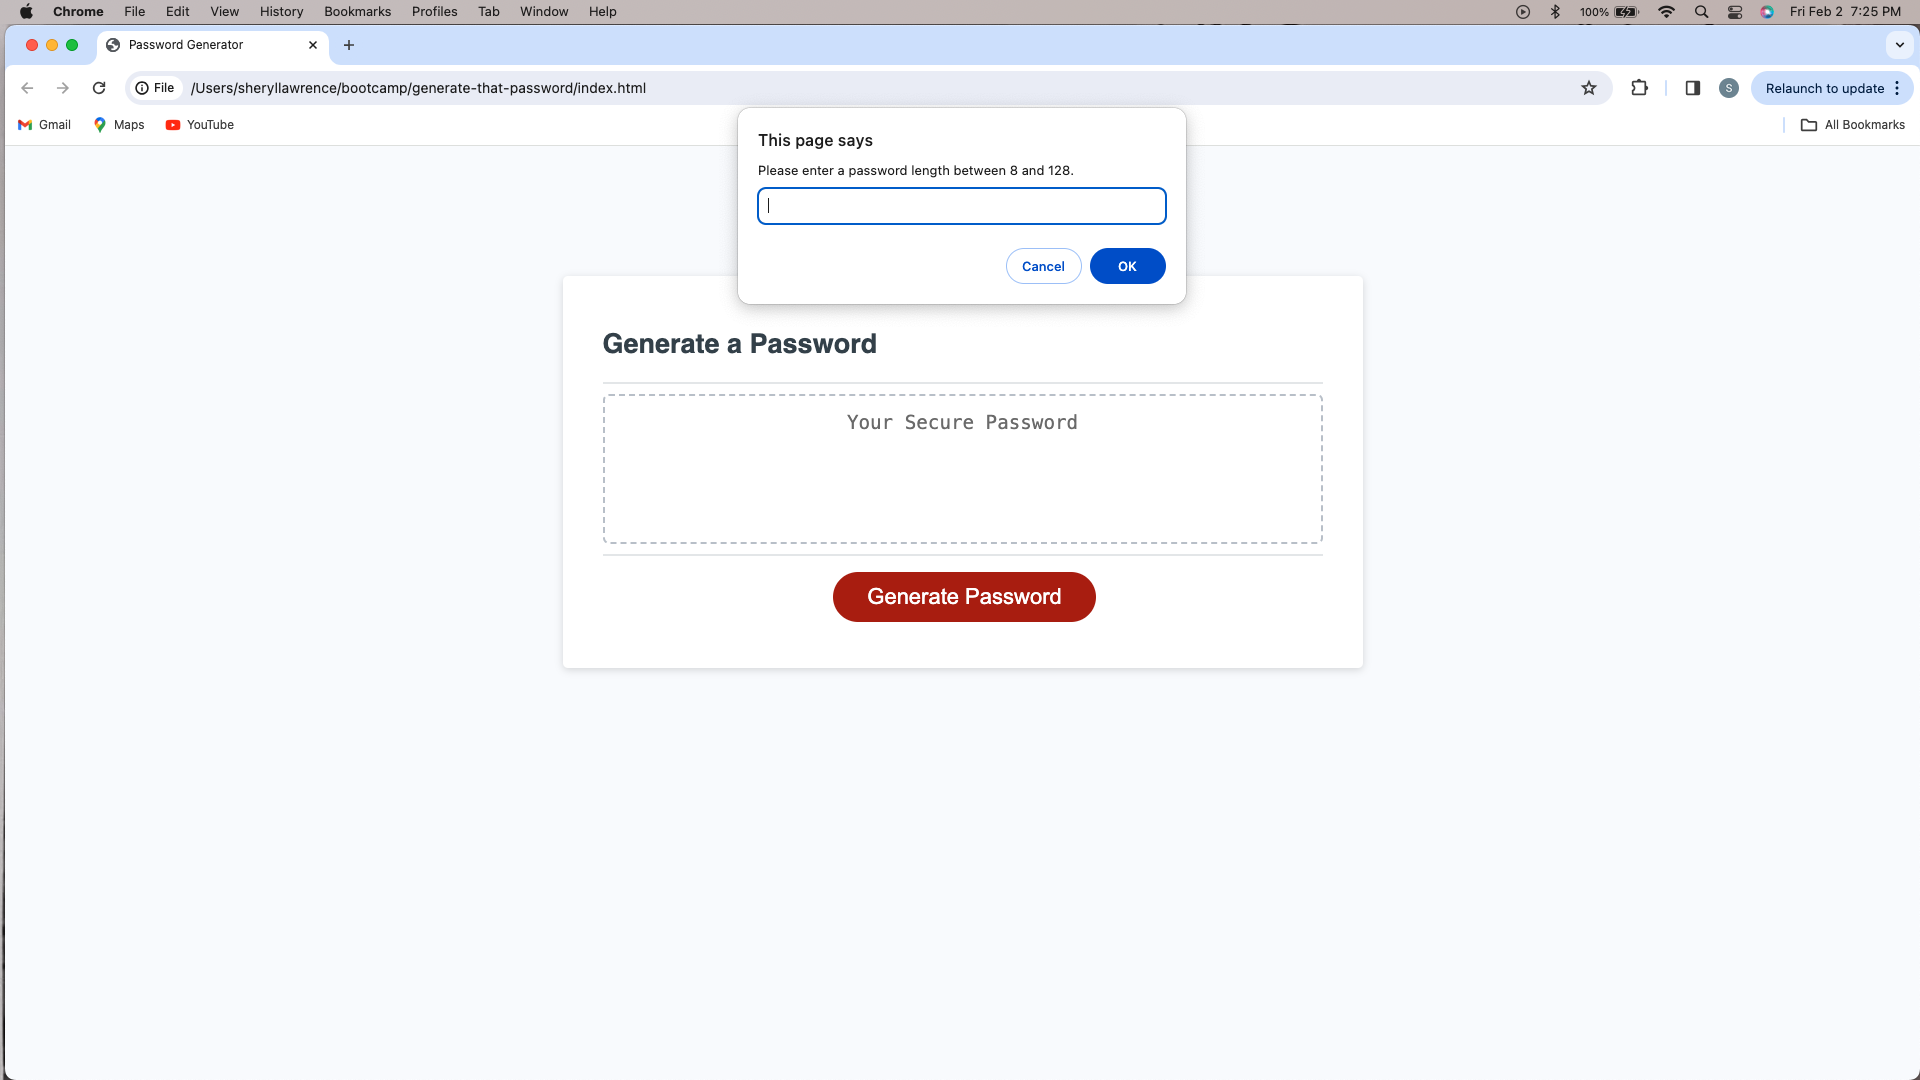 Chrome File Edit View History Bookmarks Profiles Tab Window Help 100% Fri Feb 2 7:25 PM
Password Generator
File /Users/sheryllawrence/bootcamp/generate-that-password/index.html S Relaunch to update
Gmail Maps YouTube All Bookmarks
This page says
Please enter a password length between 8 and 128.
Cancel OK
Generate a Password
Your Secure Password
Generate Password